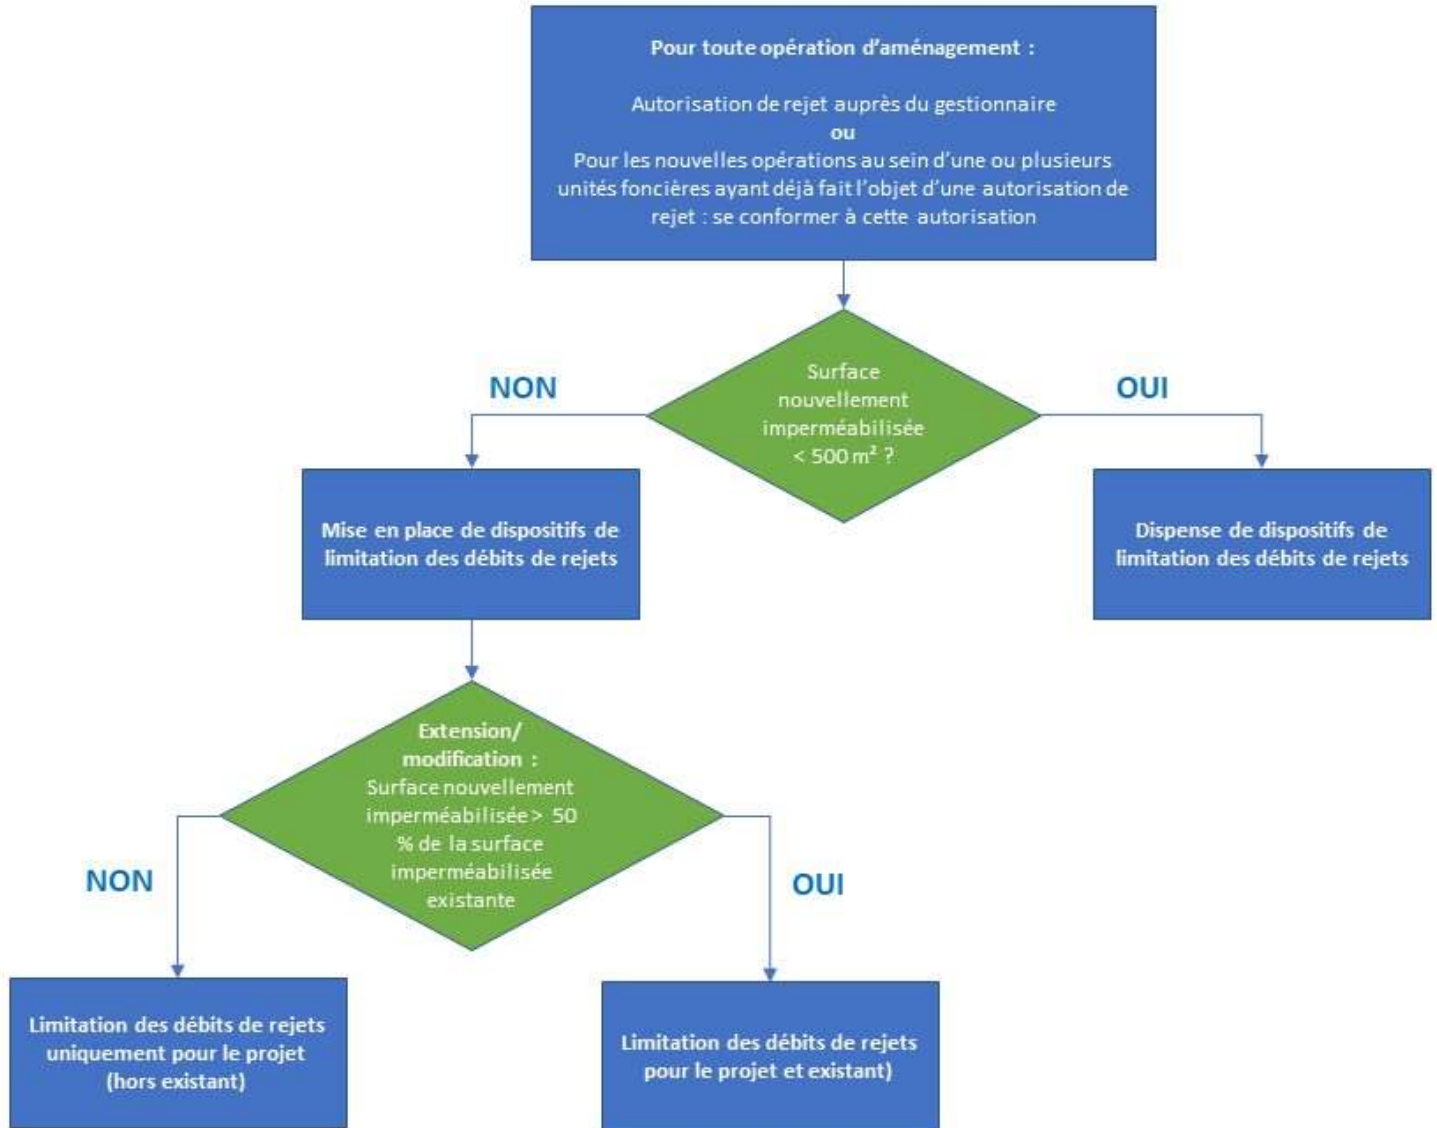 Pour toute opération d'aménagement :
Autorisation de rejet auprès du gestionnaire
ou
Pour les nouvelles opérations au sein d'une ou plusieurs
unités foncières ayant déjà fait l'objet d'une autorisation de
rejet : se conformer à cette autorisation
NON
Surface
nouvellement
imperméabilisée
< 500 m² ?
OUI
Mise en place de dispositifs de
limitation des débits de rejets
Dispense de dispositifs de
limitation des débits de rejets
Extension/
modification :
Surface nouvellement
imperméabilisée > 50
% de la surface
imperméabilisée
existante
NON
OUI
Limitation des débits de rejets
uniquement pour le projet
(hors existant)
Limitation des débits de rejets
pour le projet et existant)